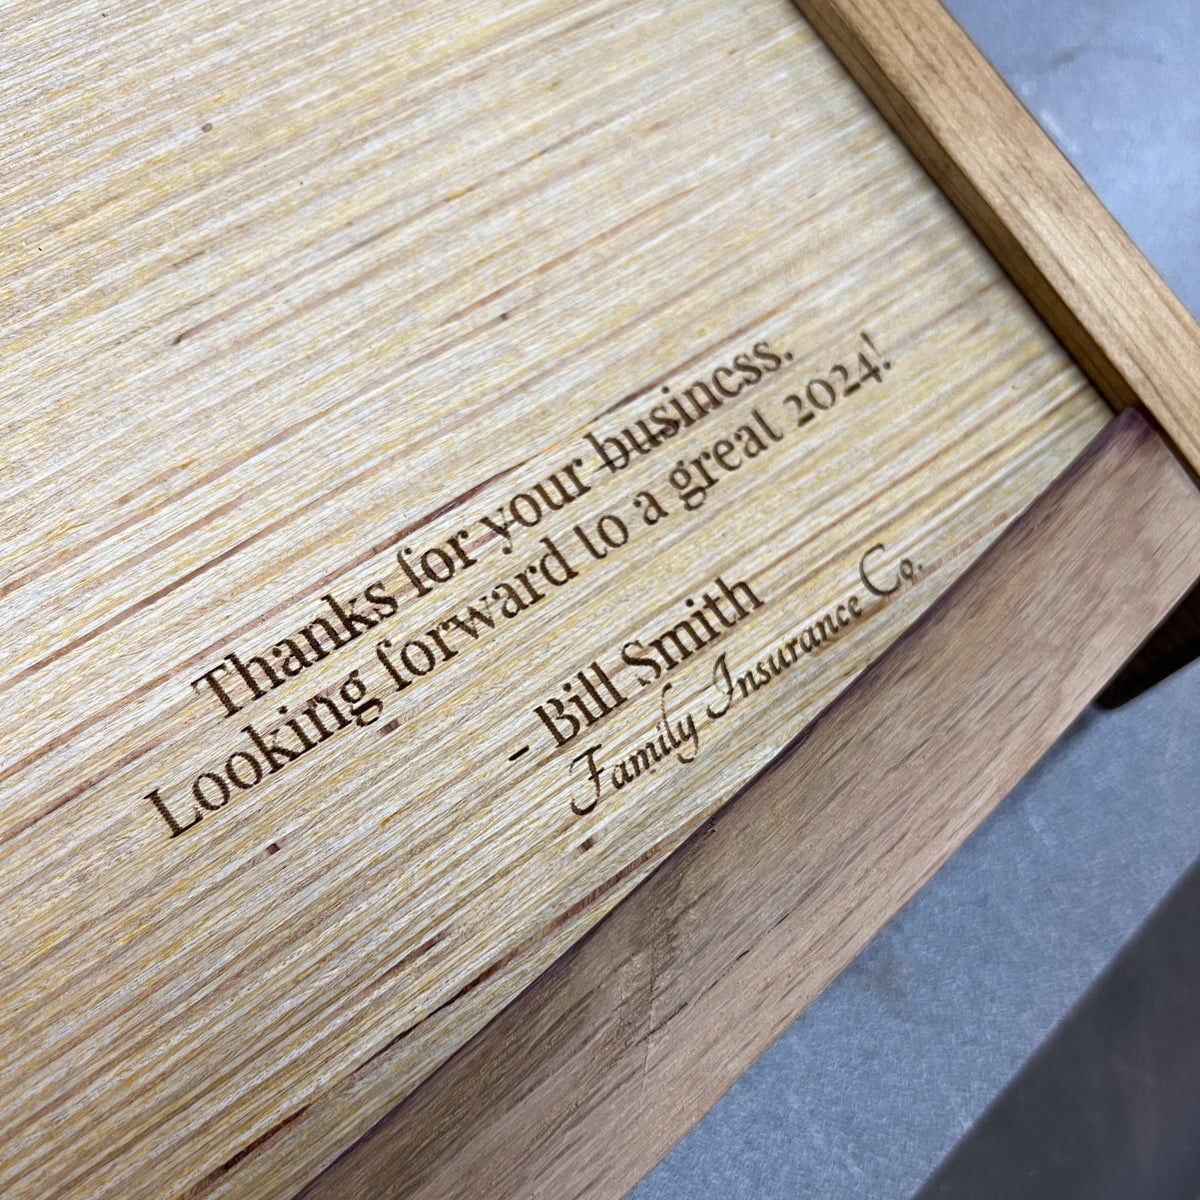 Thanks for your business.
Looking forward to a great 2024!
- Bill Smith
Family Insurance Co.